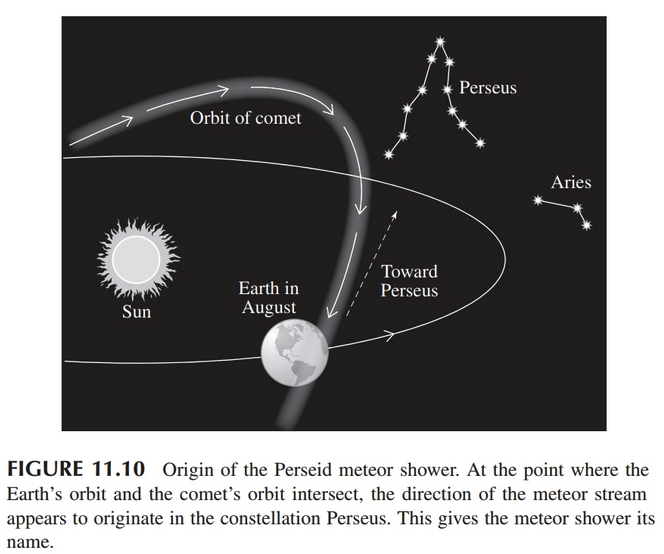 Perseus
Orbit of comet
Aries
Toward
Perseus
Earth in
August
Sun
FIGURE 11.10 Origin of the Perseid meteor shower. At the point where the
Earth's orbit and the comet's orbit intersect, the direction of the meteor stream
appears to originate in the constellation Perseus. This gives the meteor shower its
name.